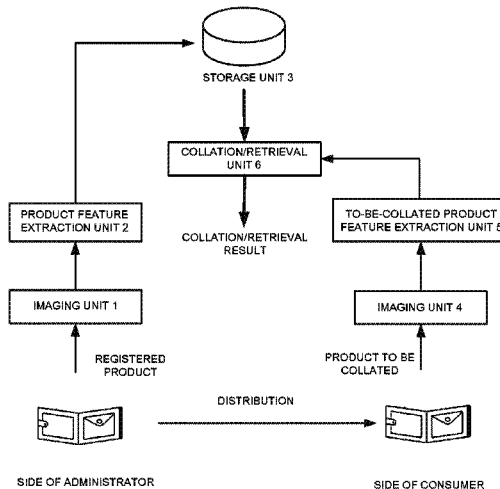 STORAGE UNIT 3
COLLATION/RETRIEVAL
UNIT 6
PRODUCT FEATURE
EXTRACTION UNIT 2
COLLATION/RETRIEVAL
RESULT
TO-BE-COLLATED PRODUCT
FEATURE EXTRACTION UNIT 5
IMAGING UNIT 1
IMAGING UNIT 4
REGISTERED
PRODUCT
PRODUCT TO BE
COLLATED
DISTRIBUTION
SIDE OF ADMINISTRATOR
SIDE OF CONSUMER